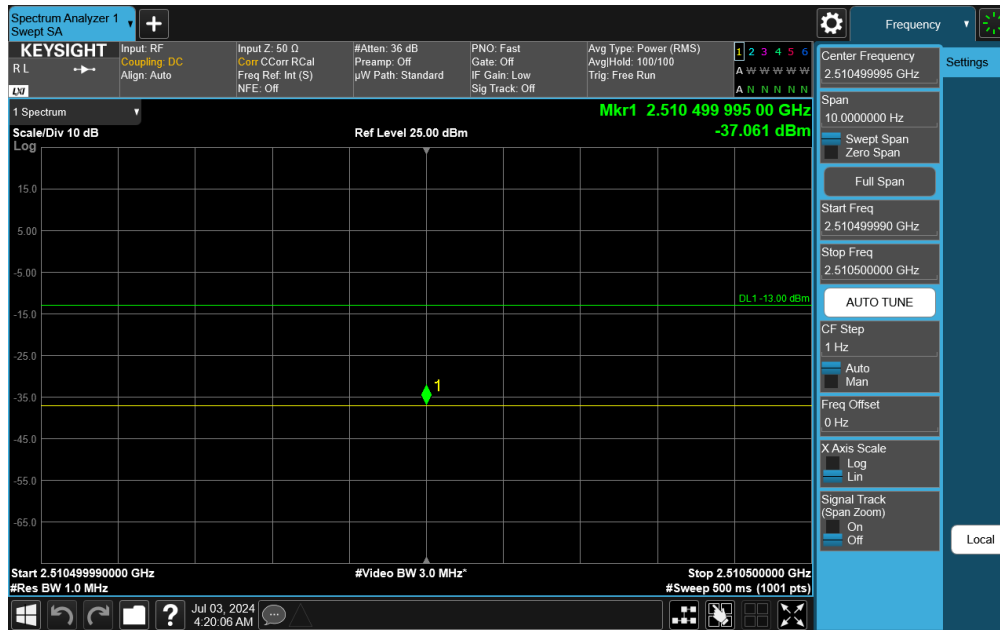 Spectrum Analyzer 1
Swept SA
+
Frequency
KEYSIGHT
R L
LXI
Input: RF
Coupling: DC
Align: Auto
Input Z: 50 Ω
Corr CCorr RCal
Freq Ref: Int (S)
NFE: Off
#Atten: 36 dB
Preamp: Off
µW Path: Standard
PNO: Fast
Gate: Off
IF Gain: Low
Sig Track: Off
Avg Type: Power (RMS)
Avg|Hold: 100/100
Trig: Free Run
1 2 3 4 5 6
A W W W W W
A N N N N N
1 Spectrum
Mkr1 2.510 499 995 00 GHz
Scale/Div 10 dB
Ref Level 25.00 dBm
-37.061 dBm
Log
15.0
5.00
-5.00
DL1 -13.00 dBm
-15.0
-25.0
1
-35.0
-45.0
-55.0
-65.0
Start 2.510499990000 GHz
#Video BW 3.0 MHz*
Stop 2.510500000 GHz
#Res BW 1.0 MHz
#Sweep 500 ms (1001 pts)
?
Jul 03, 2024
4:20:06 AM
Center Frequency
2.510499995 GHz
Settings
Span
10.0000000 Hz
Swept Span
Zero Span
Full Span
Start Freq
2.510499990 GHz
Stop Freq
2.510500000 GHz
AUTO TUNE
CF Step
1 Hz
Auto
Man
Freq Offset
0 Hz
X Axis Scale
Log
Lin
Signal Track
(Span Zoom)
On
Off
Local